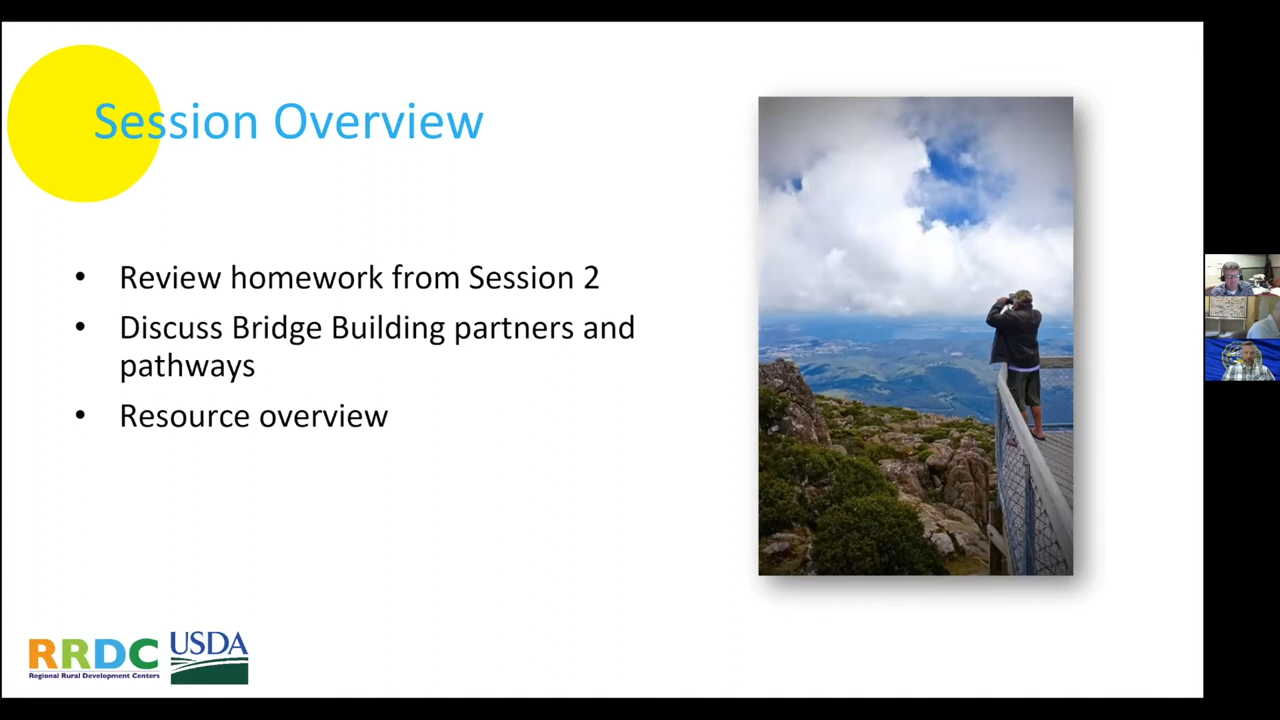 Session Overview
• Review homework from Session 2
• Discuss Bridge Building partners and
pathways
• Resource overview
RRDC
Regional Rural Development Centers
USDA